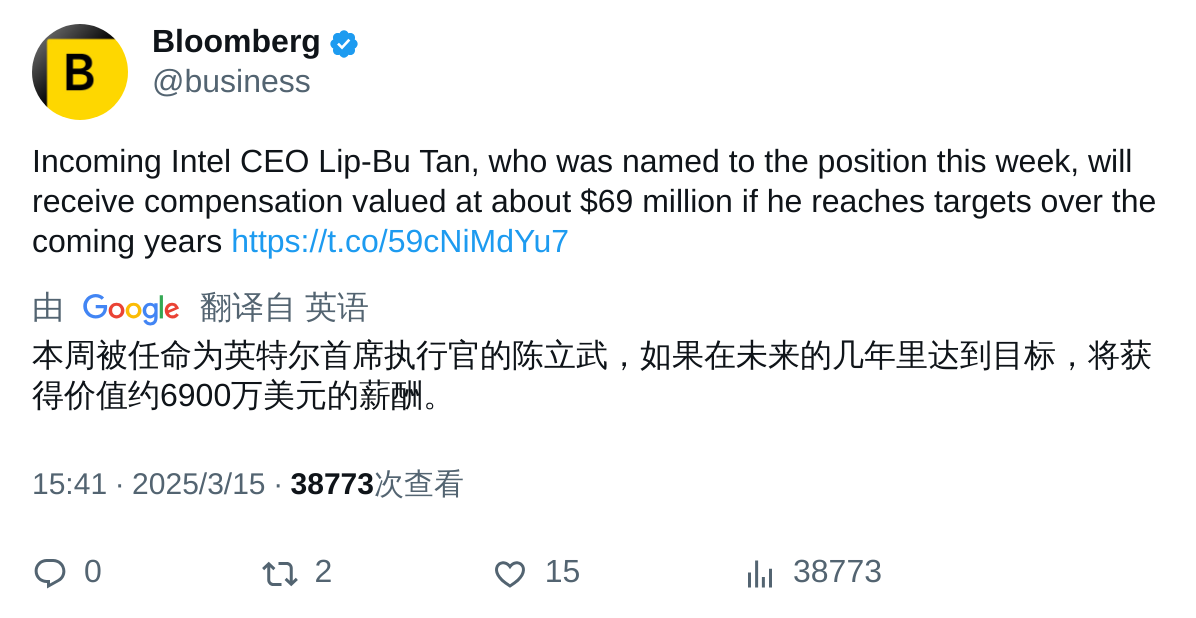 B
Bloomberg
@business
Incoming Intel CEO Lip-Bu Tan, who was named to the position this week, will
receive compensation valued at about $69 million if he reaches targets over the
coming years https://t.co/59cNiMdYu7
由 Google 翻译自 英语
本周被任命为英特尔首席执行官的陈立武，如果在未来的几年里达到目标，将获
得价值约6900万美元的薪酬。
15:41 · 2025/3/15 · 38773次查看
0 2 15 38773